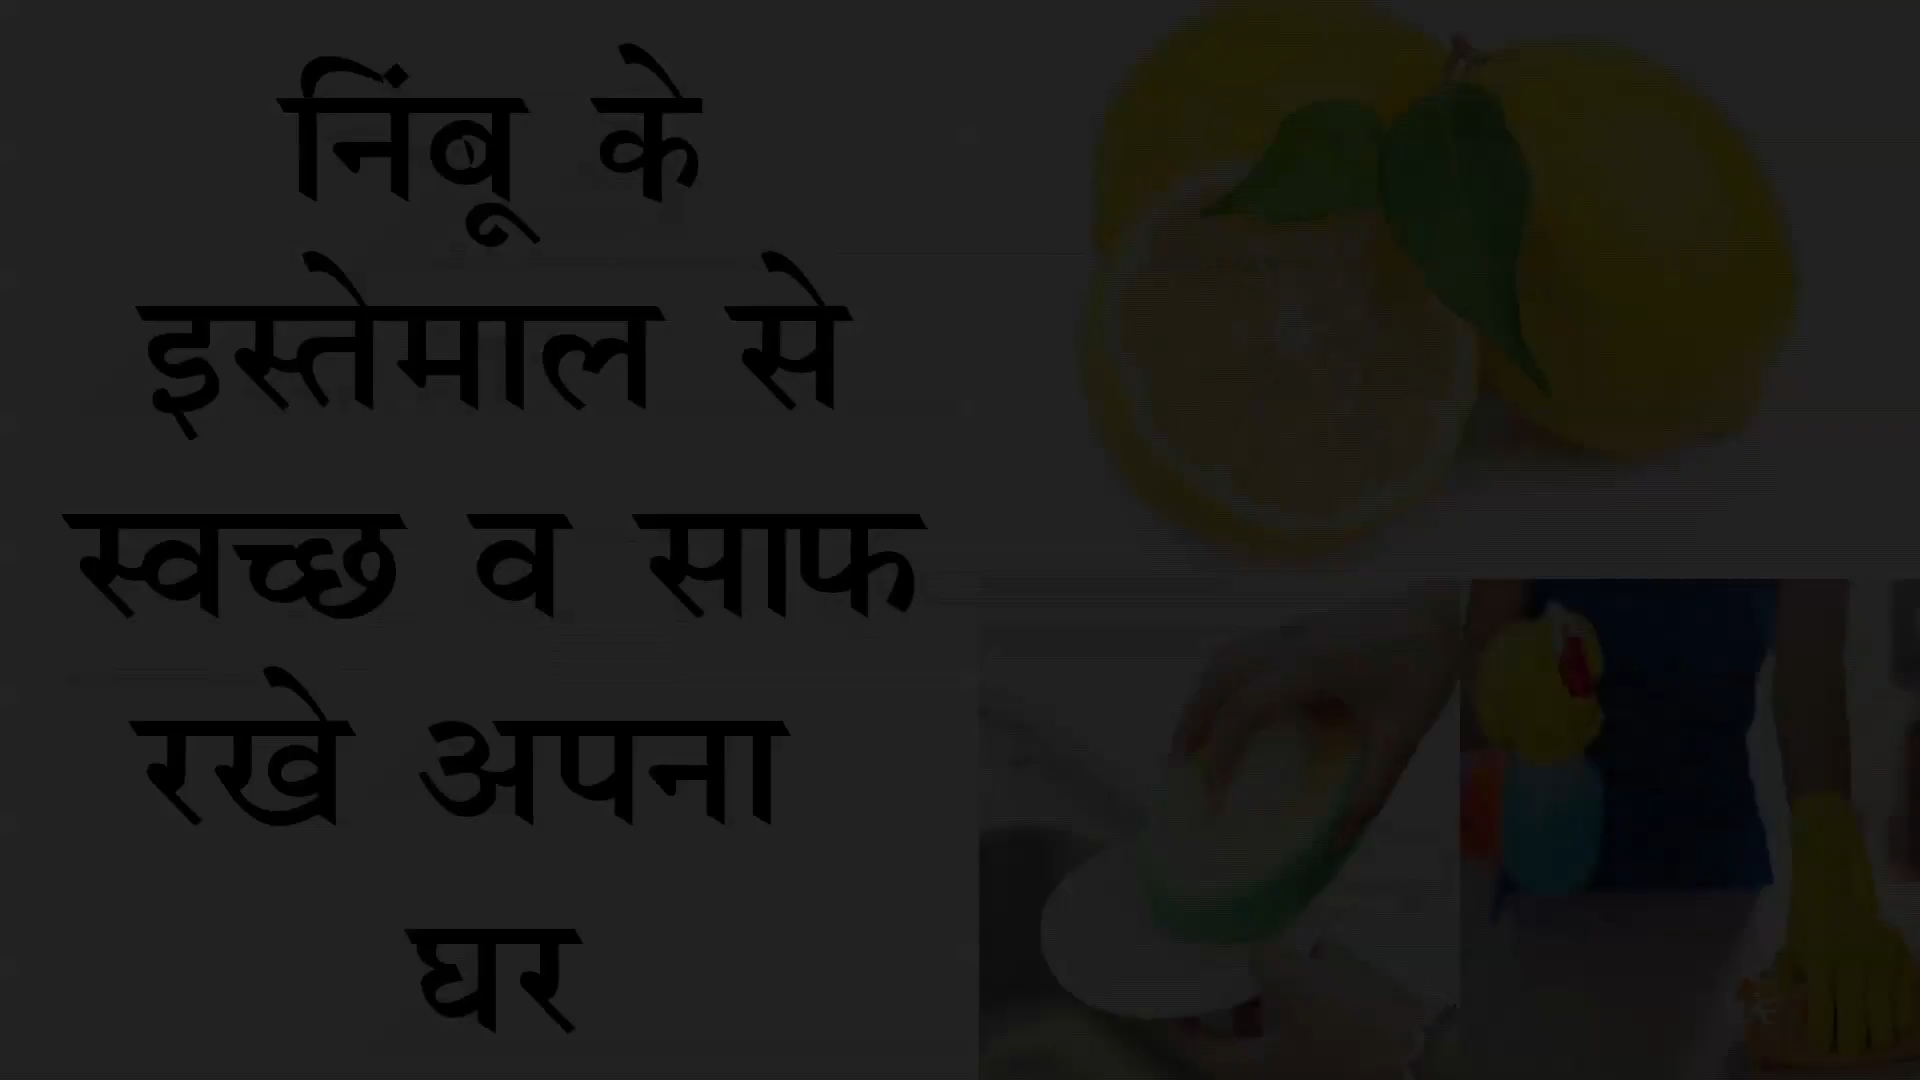 निंबू के
इस्तेमाल से
स्वच्छ व साफ
रखे अपना
घर